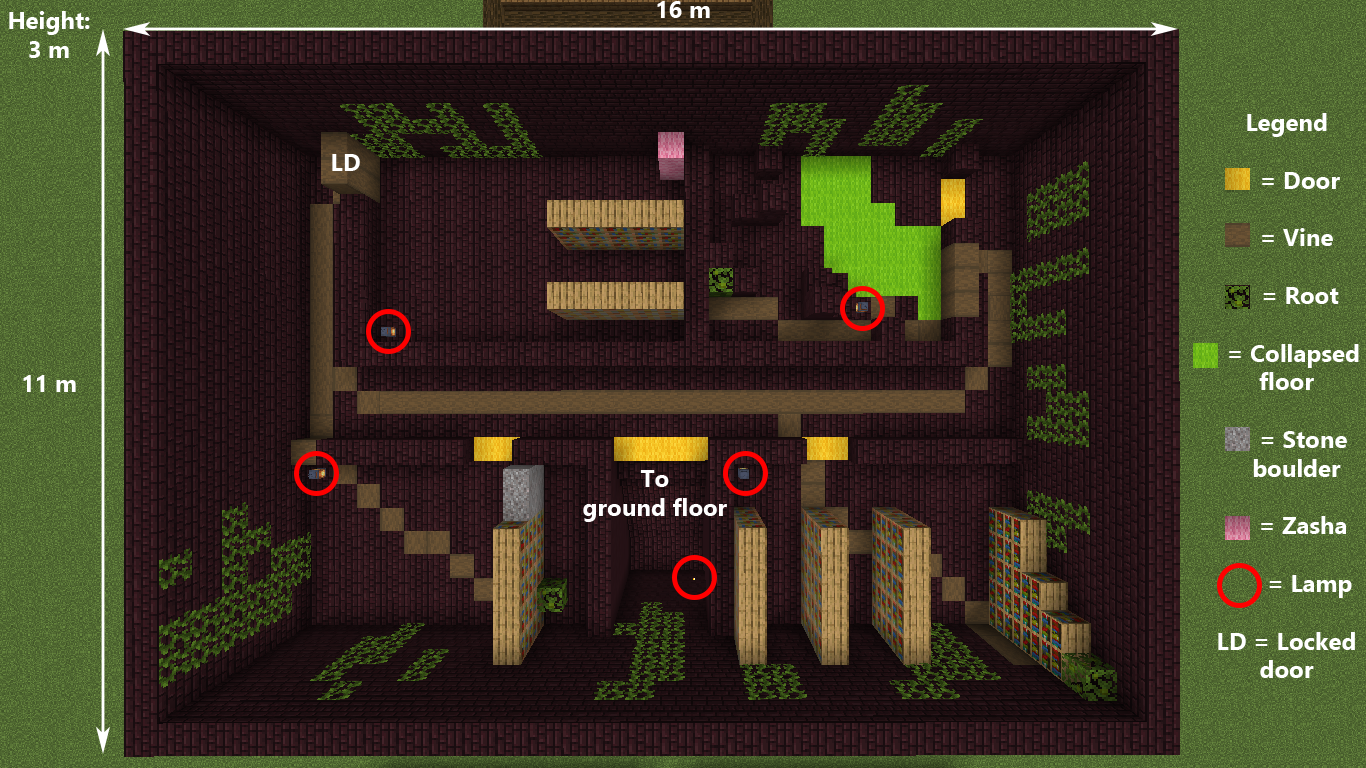 16 m
Height:
3 m
LD
11 m
To
ground floor
Legend
= Door
= Vine
= Root
= Collapsed
floor
= Stone
boulder
= Zasha
= Lamp
LD = Locked
door